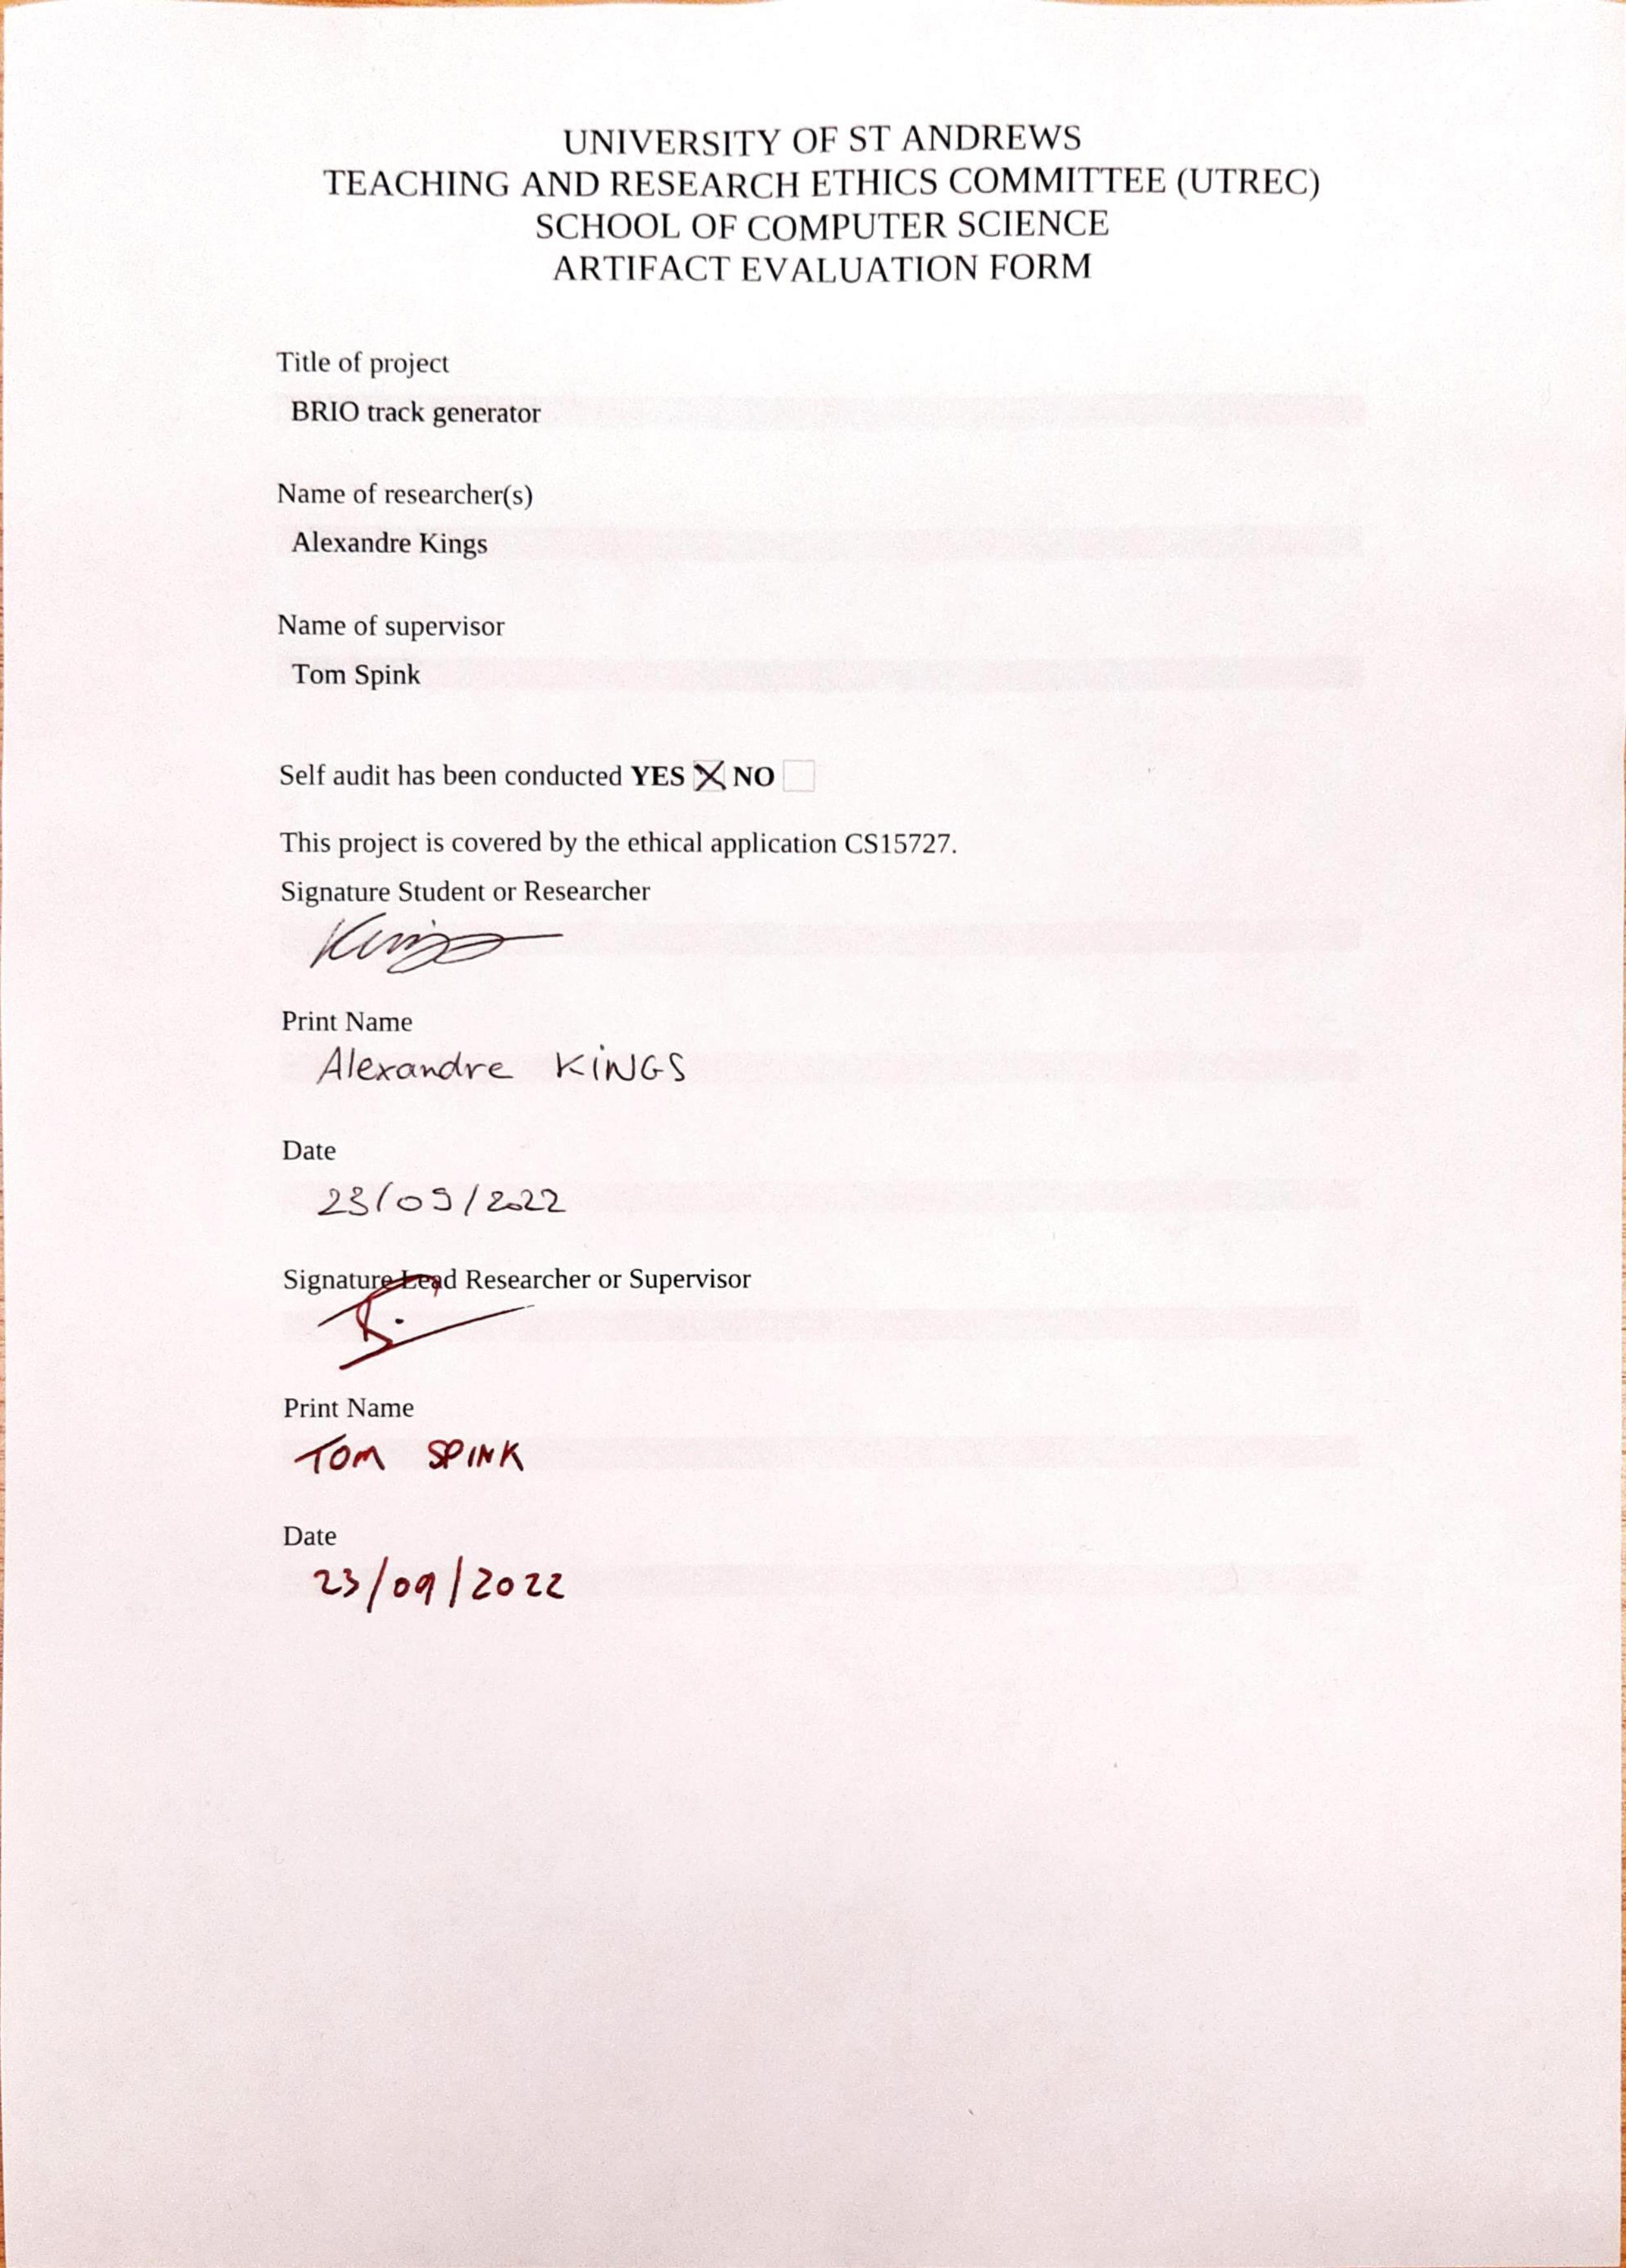 UNIVERSITY OF ST ANDREWS
TEACHING AND RESEARCH ETHICS COMMITTEE (UTREC)
SCHOOL OF COMPUTER SCIENCE
ARTIFACT EVALUATION FORM
Title of project
BRIO track generator
Name of researcher(s)
Alexandre Kings
Name of supervisor
Tom Spink
Self audit has been conducted YES NO
This project is covered by the ethical application CS15727.
Signature Student or Researcher
Kings
Print Name
Alexandre KINGS
Date
23/09/2022
Signature Lead Researcher or Supervisor
Print Name
TOM SPINK
Date
23/09/2022